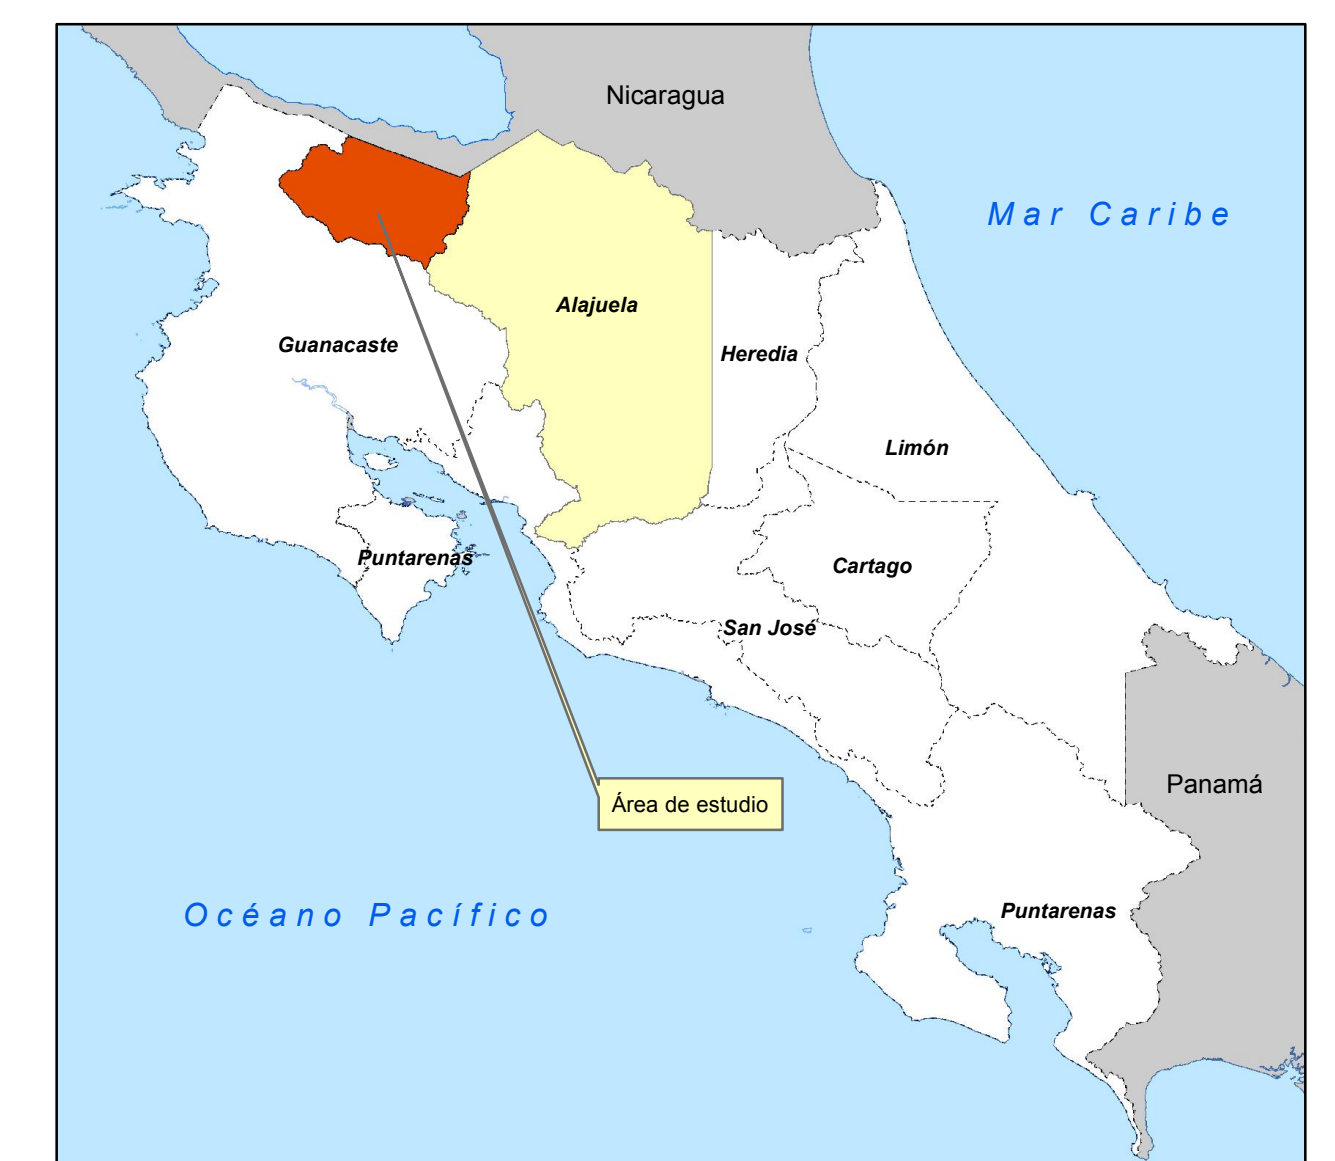 Nicaragua
Mar Caribe
Alajuela
Guanacaste
Heredia
Limón
Puntarenas
Cartago
San José
Panamá
Área de estudio
Océano Pacífico
Puntarenas